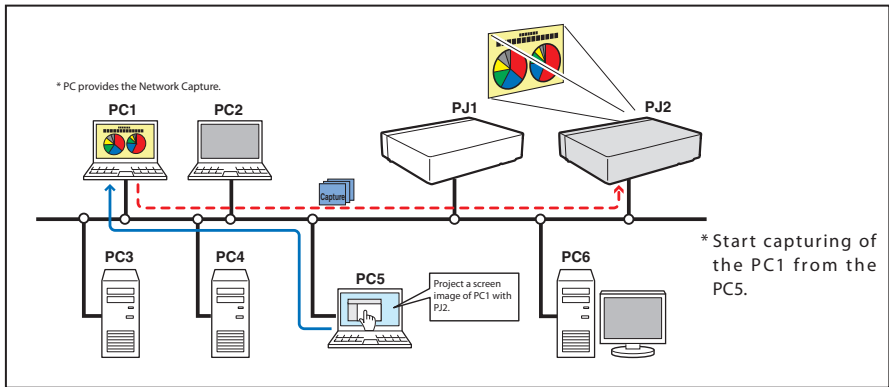 * PC provides the Network Capture.
PC1
PC2
PJ1
PJ2
Capture
PC3
PC4
PC5
Project a screen
image of PC1 with
PJ2.
PC6
* Start capturing of
the PC1 from the
PC5.